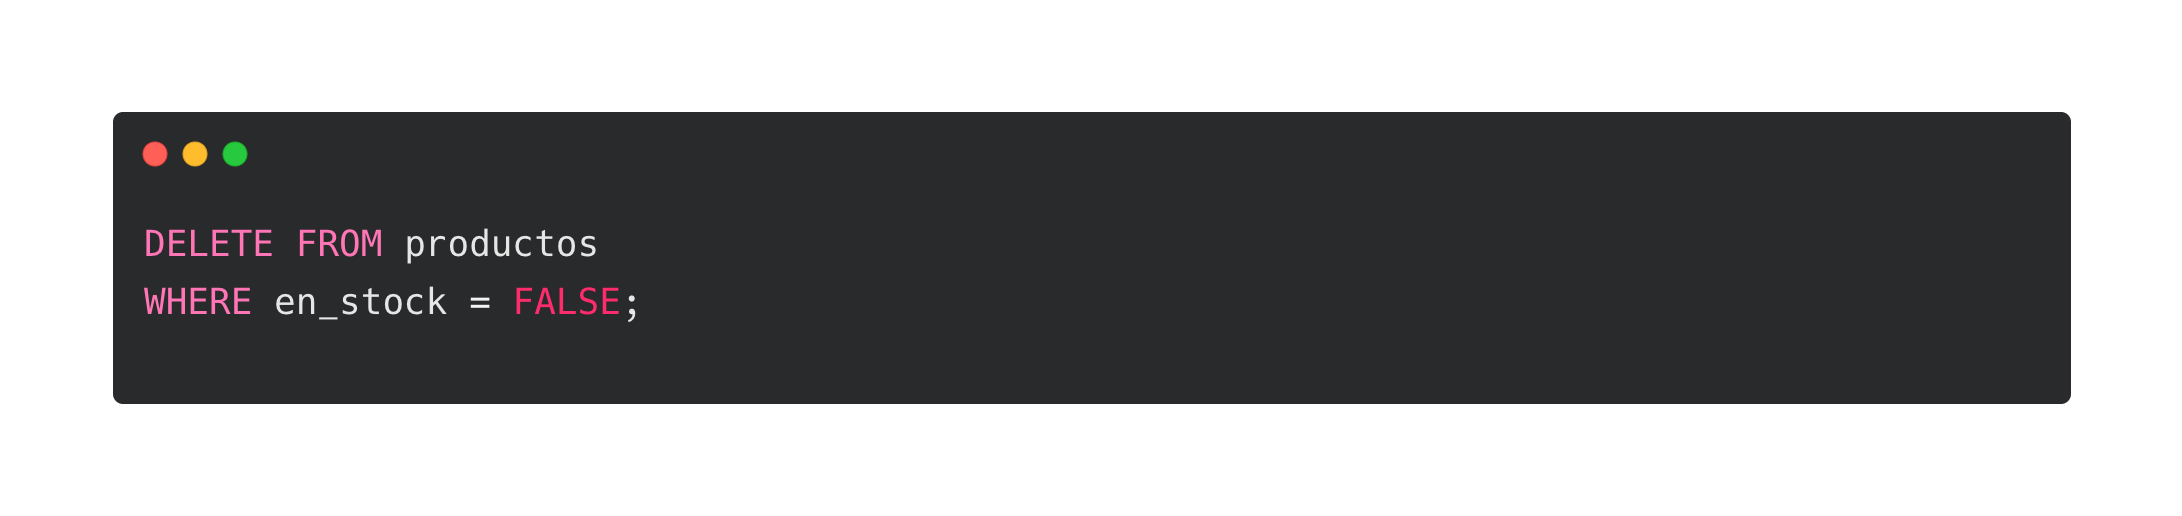 DELETE FROM productos
WHERE en_stock = FALSE;